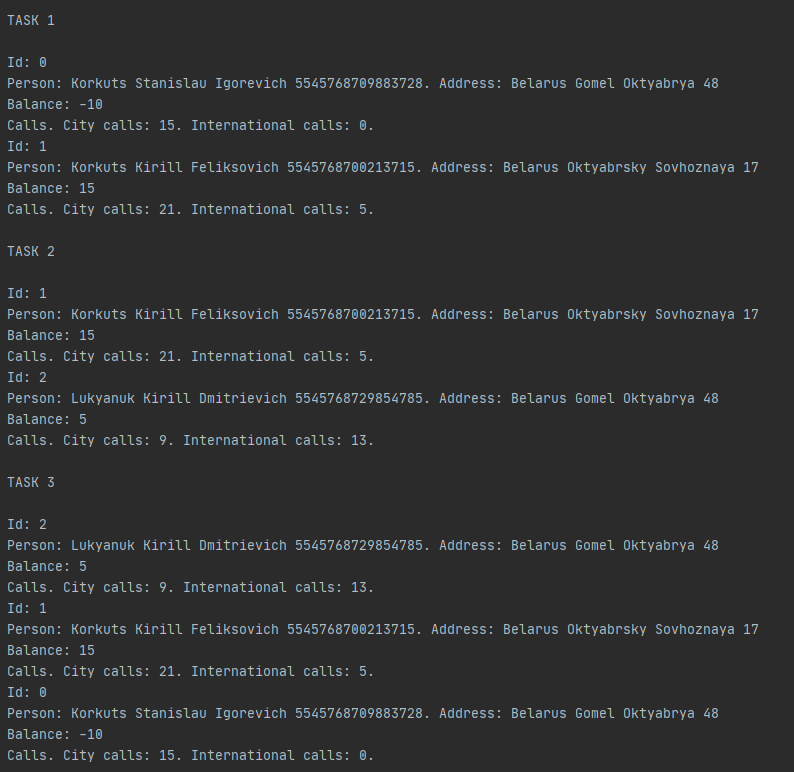 TASK 1
Id: 0
Person: Korkuts Stanislau Igorevich 5545768709883728. Address: Belarus Gomel Oktyabrya 48
Balance: -10
Calls. City calls: 15. International calls: 0.
Id: 1
Person: Korkuts Kirill Feliksovich 5545768700213715. Address: Belarus Oktyabrsky Sovhoznaya 17
Balance: 15
Calls. City calls: 21. International calls: 5.
TASK 2
Id: 1
Person: Korkuts Kirill Feliksovich 5545768700213715. Address: Belarus Oktyabrsky Sovhoznaya 17
Balance: 15
Calls. City calls: 21. International calls: 5.
Id: 2
Person: Lukyanuk Kirill Dmitrievich 5545768729854785. Address: Belarus Gomel Oktyabrya 48
Balance: 5
Calls. City calls: 9. International calls: 13.
TASK 3
Id: 2
Person: Lukyanuk Kirill Dmitrievich 5545768729854785. Address: Belarus Gomel Oktyabrya 48
Balance: 5
Calls. City calls: 9. International calls: 13.
Id: 1
Person: Korkuts Kirill Feliksovich 5545768700213715. Address: Belarus Oktyabrsky Sovhoznaya 17
Balance: 15
Calls. City calls: 21. International calls: 5.
Id: 0
Person: Korkuts Stanislau Igorevich 5545768709883728. Address: Belarus Gomel Oktyabrya 48
Balance: -10
Calls. City calls: 15. International calls: 0.